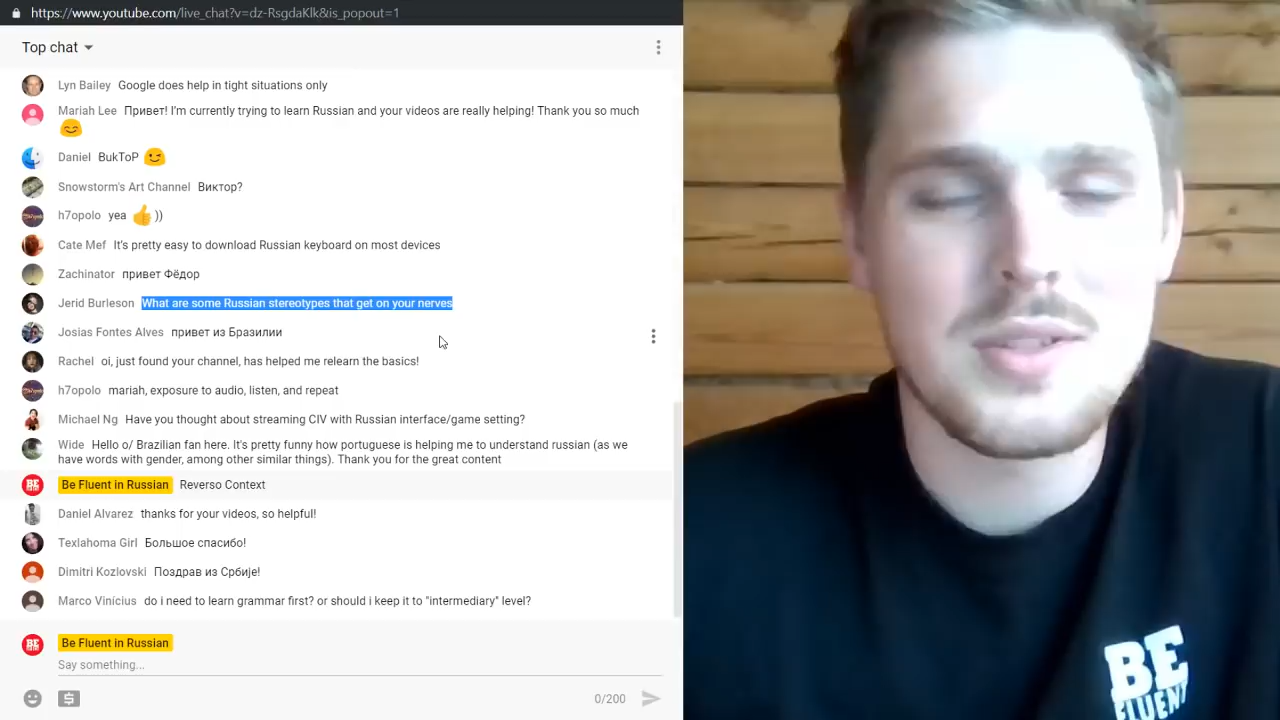 https://www.youtube.com/live_chat?v=dz-RsgdaKlk&is_popout=1
Top chat
Lyn Bailey Google does help in tight situations only
Mariah Lee Привет! I'm currently trying to learn Russian and your videos are really helping! Thank you so much
😊
Daniel BukToP 😉
Snowstorm's Art Channel Виктор?
h7opolo yea 👍 ))
Cate Mef It's pretty easy to download Russian keyboard on most devices
Zachinator привет Фёдор
Jerid Burleson What are some Russian stereotypes that get on your nerves
Josias Fontes Alves привет из Бразилии
Rachel oi, just found your channel, has helped me relearn the basics!
h7opolo mariah, exposure to audio, listen, and repeat
Michael Ng Have you thought about streaming CIV with Russian interface/game setting?
Wide Hello o/ Brazilian fan here. It's pretty funny how portuguese is helping me to understand russian (as we
have words with gender, among other similar things). Thank you for the great content
Be Fluent in Russian Reverso Context
Daniel Alvarez thanks for your videos, so helpful!
Texlahoma Girl Большое спасибо!
Dimitri Kozlovski Поздрав из Србије!
Marco Vinícius do i need to learn grammar first? or should i keep it to "intermediary" level?
Be Fluent in Russian
Say something...
0/200
BE
FLUENT